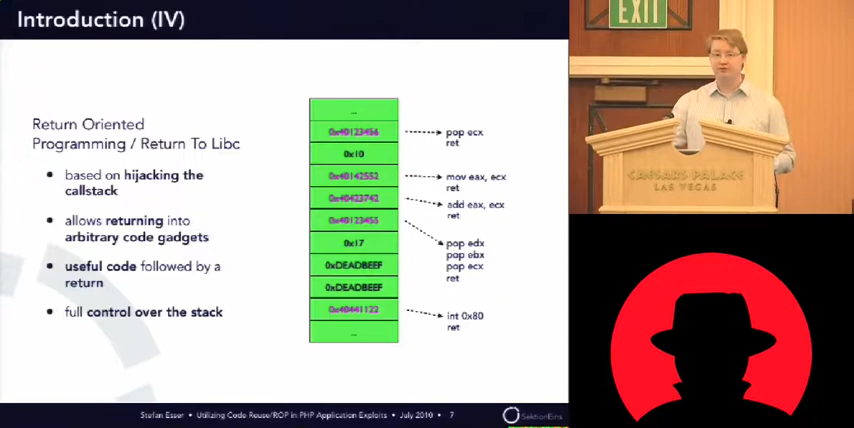 Introduction (IV)
EXIT
Return Oriented
Programming / Return To Libc
• based on hijacking the
callstack
• allows returning into
arbitrary code gadgets
• useful code followed by a
return
• full control over the stack
...
0x40123456
0x10
0x40142552
0x40423742
0x40123455
0x17
0xDEADBEEF
0xDEADBEEF
0x40441122
...
pop ecx
ret
mov eax, ecx
ret
add eax, ecx
ret
pop edx
pop ebx
pop ecx
ret
int 0x80
ret
CAESARS PALACE
LAS VEGAS
Stefan Esser • Utilizing Code Reuse/ROP in PHP Application Exploits • July 2010 • 7
SektionEins